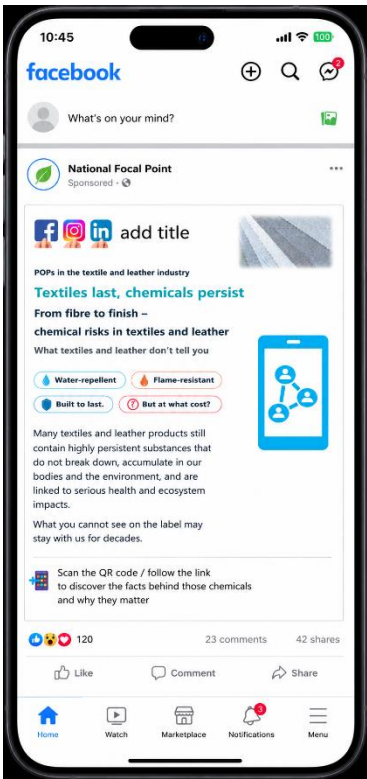 10:45
100
facebook
2
What's on your mind?
National Focal Point
Sponsored
add title
POPs in the textile and leather industry
Textiles last, chemicals persist
From fibre to finish –
chemical risks in textiles and leather
What textiles and leather don't tell you
Water-repellent
Flame-resistant
Built to last.
But at what cost?
Many textiles and leather products still
contain highly persistent substances that
do not break down, accumulate in our
bodies and the environment, and are
linked to serious health and ecosystem
impacts.
What you cannot see on the label may
stay with us for decades.
Scan the QR code / follow the link
to discover the facts behind those chemicals
and why they matter
120
23 comments
42 shares
Like
Comment
Share
3
Home
Watch
Marketplace
Notifications
Menu